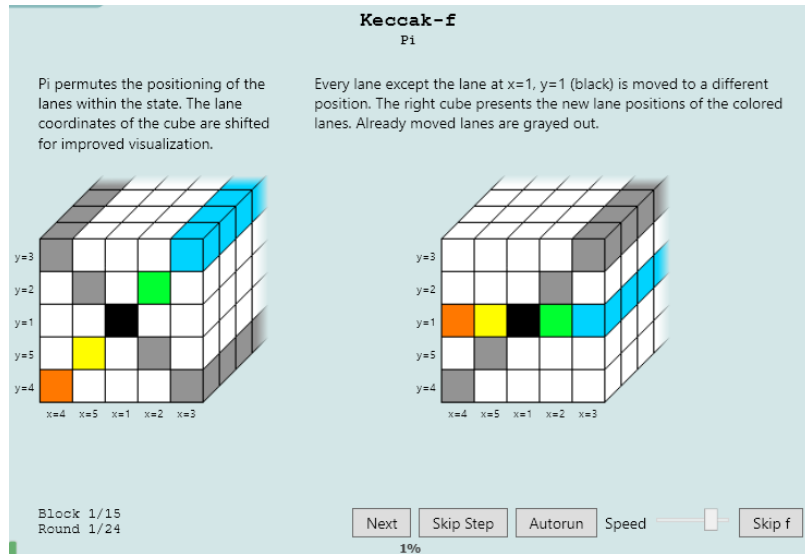 Keccak-f
Pi
Pi permutes the positioning of the
lanes within the state. The lane
coordinates of the cube are shifted
for improved visualization.
Every lane except the lane at x=1, y=1 (black) is moved to a different
position. The right cube presents the new lane positions of the colored
lanes. Already moved lanes are grayed out.
y=3
y=2
y=1
y=5
y=4
x=4 x=5 x=1 x=2 x=3
y=3
y=2
y=1
y=5
y=4
x=4 x=5 x=1 x=2 x=3
Block 1/15
Round 1/24
Next Skip Step Autorun Speed Skip f
1%